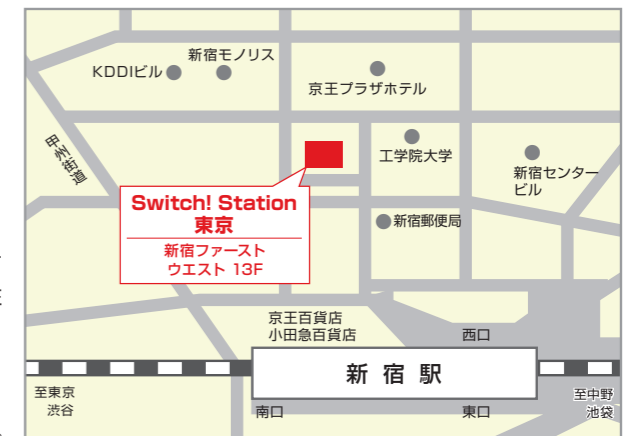 新宿モノリス
KDDIビル
京王プラザホテル
甲州街道
工学院大学
新宿センター
ビル
Switch! Station
東京
新宿ファースト
ウエスト 13F
新宿郵便局
京王百貨店
小田急百貨店
西口
新宿駅
至東京
渋谷
南口
東口
至中野
池袋